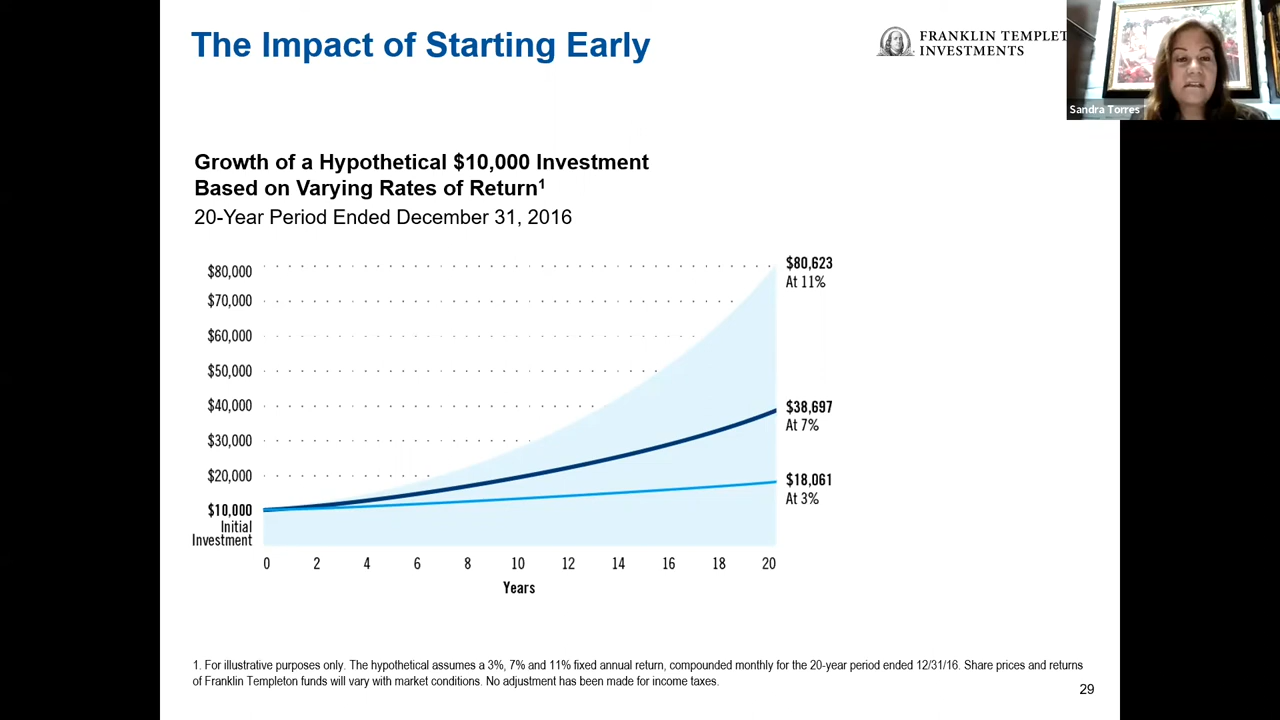 The Impact of Starting Early
FRANKLIN TEMPLET
INVESTMENTS
Sandra Torres
Growth of a Hypothetical $10,000 Investment
Based on Varying Rates of Return¹
20-Year Period Ended December 31, 2016
$80,000
$70,000
$60,000
$50,000
$40,000
$30,000
$20,000
$10,000
Initial
Investment
$80,623
At 11%
$38,697
At 7%
$18,061
At 3%
0 2 4 6 8 10 12 14 16 18 20
Years
1. For illustrative purposes only. The hypothetical assumes a 3%, 7% and 11% fixed annual return, compounded monthly for the 20-year period ended 12/31/16. Share prices and returns
of Franklin Templeton funds will vary with market conditions. No adjustment has been made for income taxes.
29